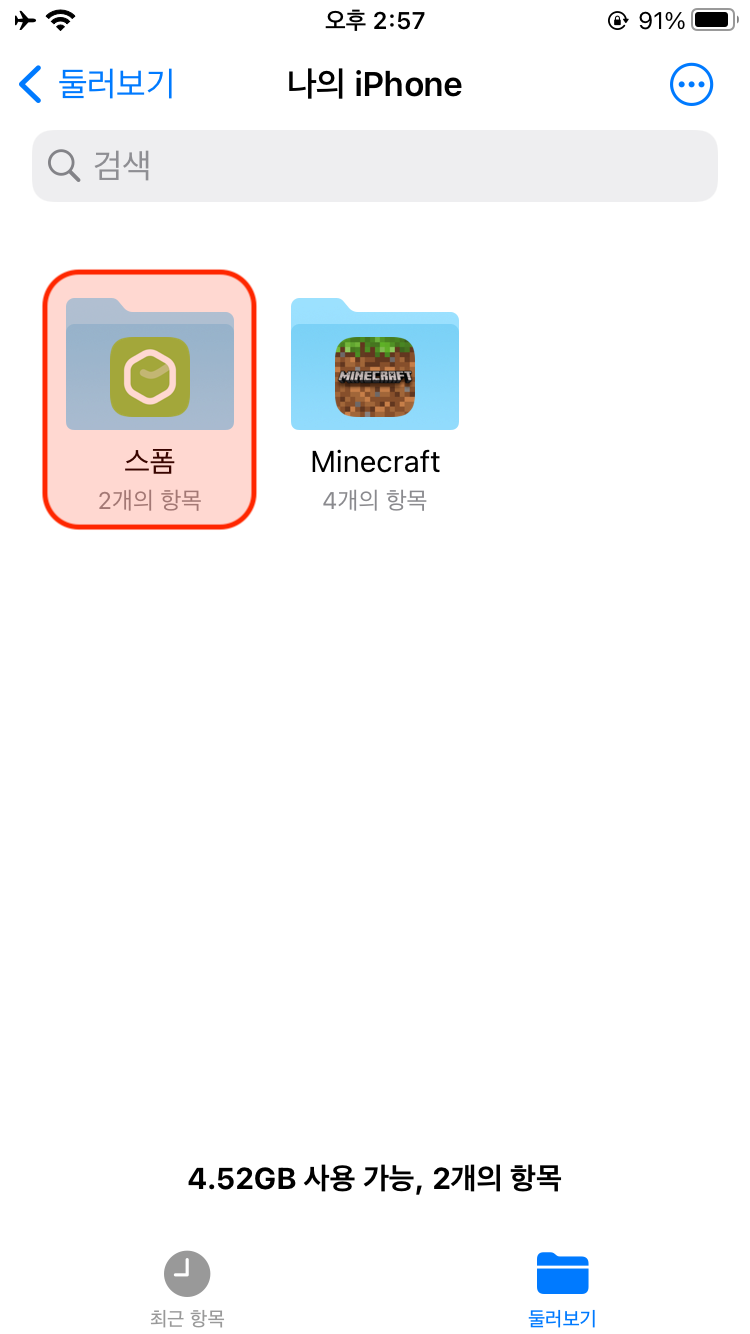 오후 2:57
91%
둘러보기
나의 iPhone
검색
MINECRAFT
스폼
Minecraft
2개의 항목
4개의 항목
4.52GB 사용 가능, 2개의 항목
최근 항목
둘러보기